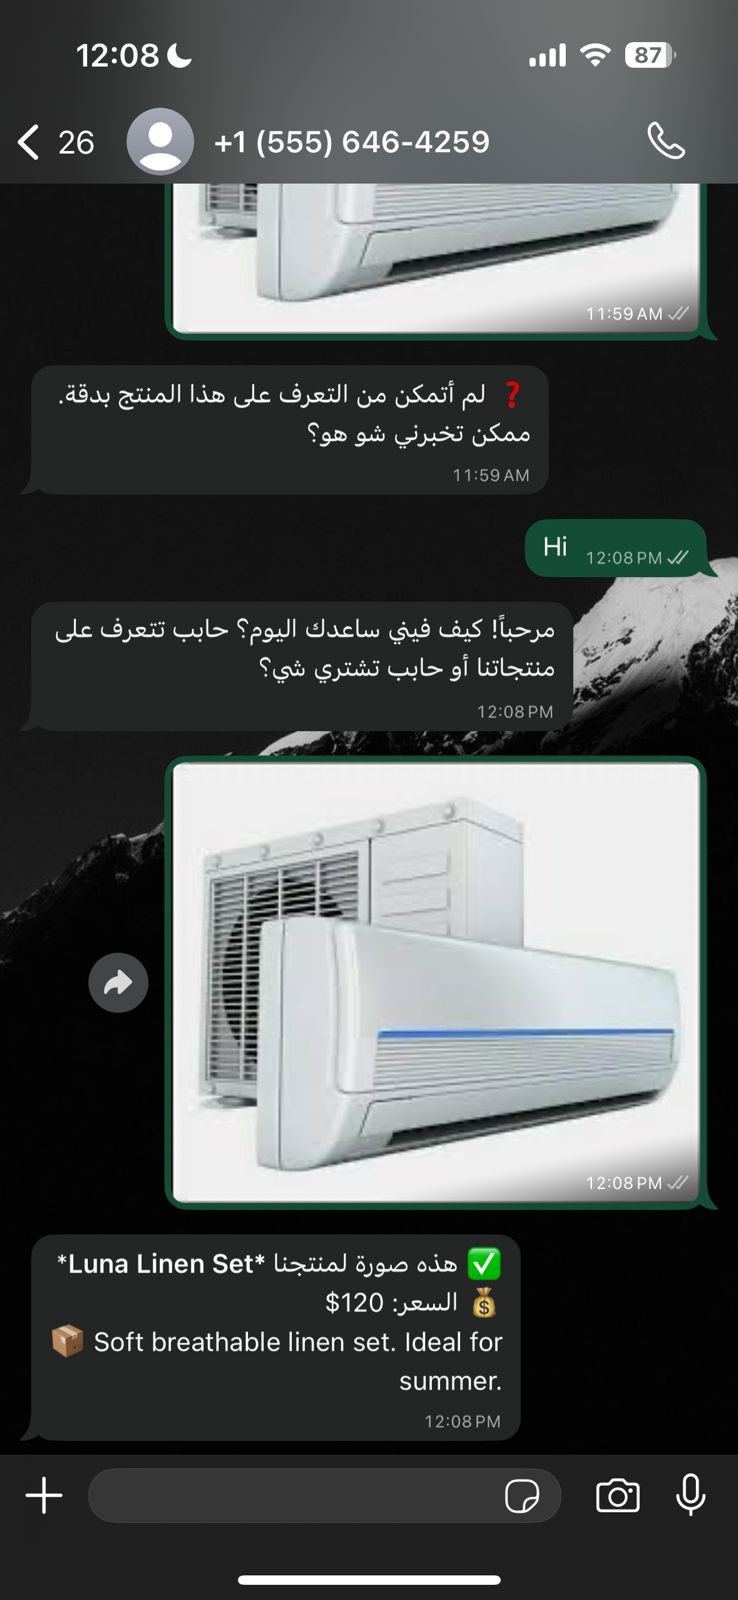 12:08
87
26
+1 (555) 646-4259
11:59 AM
❓ لم أتمكن من التعرف على هذا المنتج بدقة.
ممكن تخبرني شو هو؟
11:59 AM
Hi
12:08 PM
مرحباً! كيف فيني ساعدك اليوم؟ حابب تتعرف على
منتجاتنا أو حابب تشتري شي؟
12:08 PM
12:08 PM
✅ هذه صورة لمنتجنا *Luna Linen Set*
💰 السعر: 120$
📦 Soft breathable linen set. Ideal for
summer.
12:08 PM